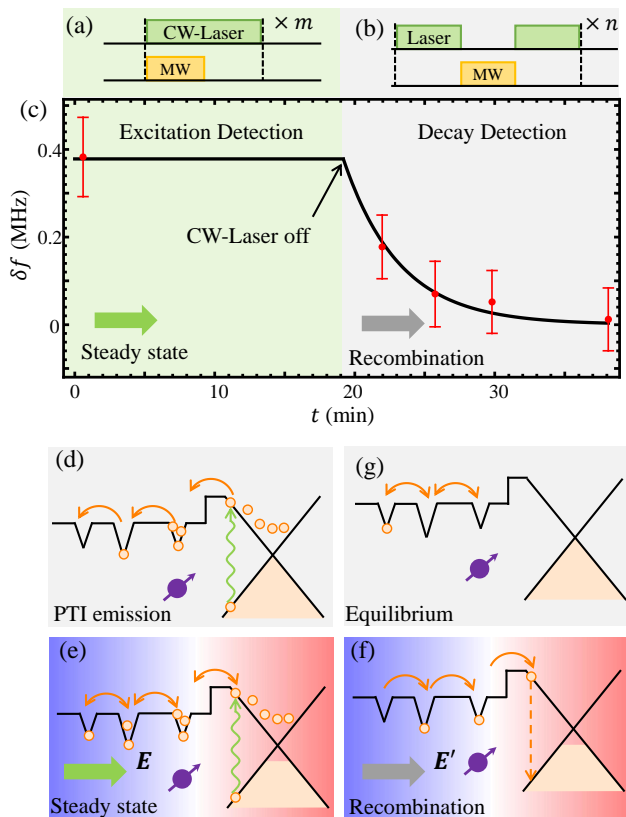 (a)
CW-Laser
× m
MW
(b)
Laser
× n
MW
(c)
Excitation Detection
Decay Detection
0.4
0.2
0
δf (MHz)
CW-Laser off
Steady state
Recombination
0
10
20
30
t (min)
(d)
PTI emission
(g)
Equilibrium
(e)
E
Steady state
(f)
E′
Recombination